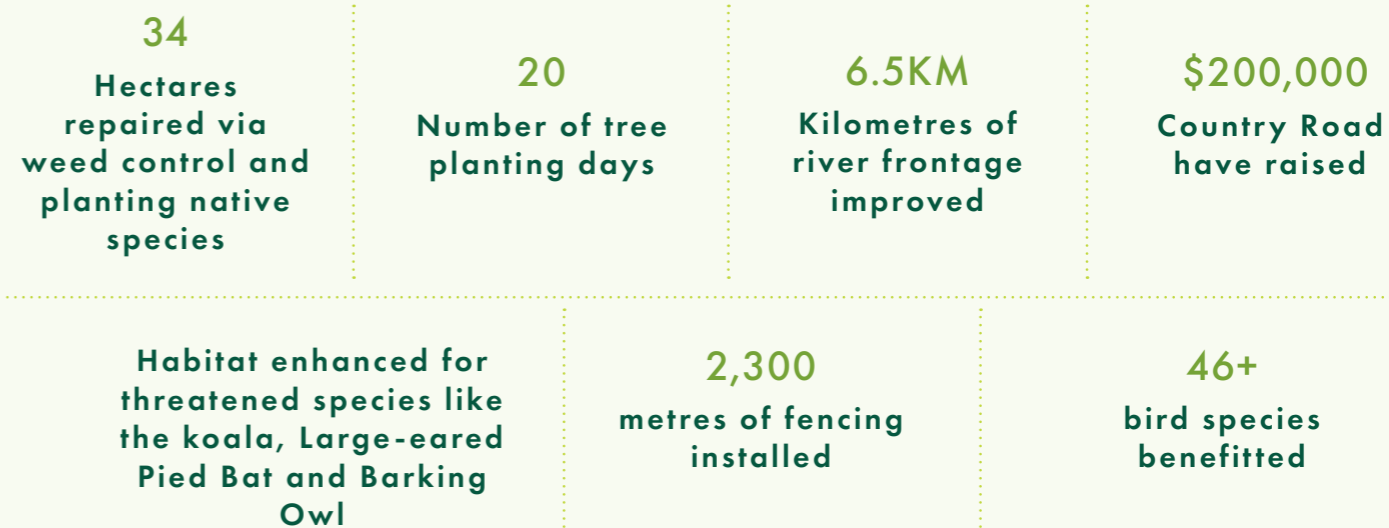 34
Hectares
repaired via
weed control and
planting native
species
20
Number of tree
planting days
6.5KM
Kilometres of
river frontage
improved
$200,000
Country Road
have raised
Habitat enhanced for
threatened species like
the koala, Large-eared
Pied Bat and Barking
Owl
2,300
metres of fencing
installed
46+
bird species
benefitted